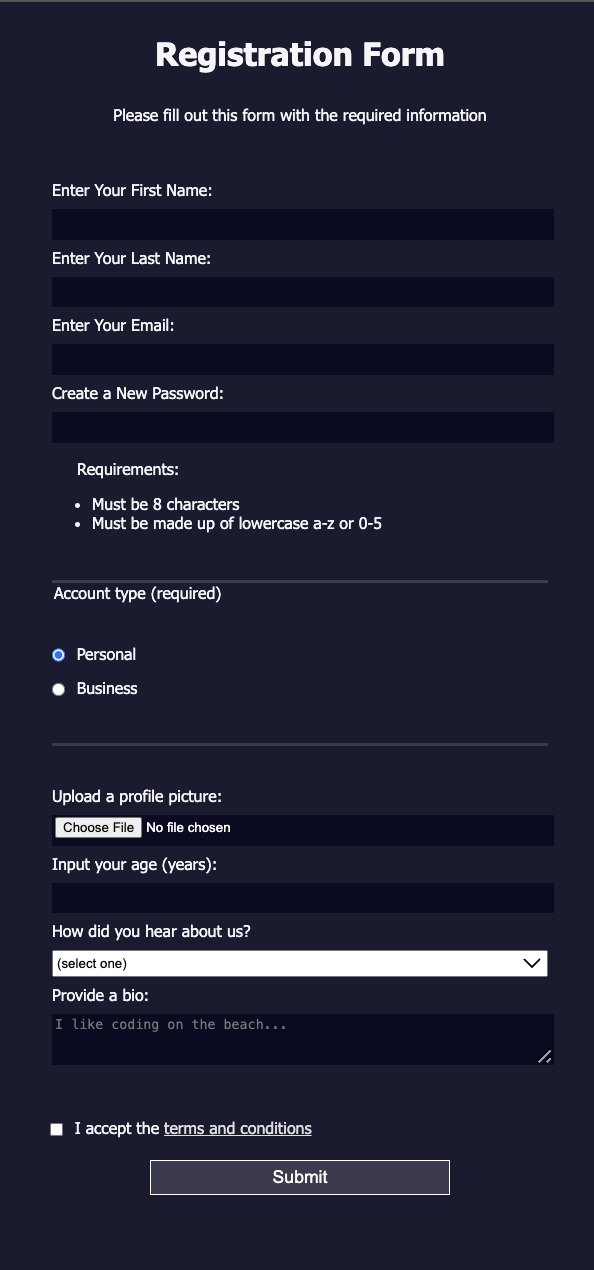 Registration Form
Please fill out this form with the required information
Enter Your First Name:
Enter Your Last Name:
Enter Your Email:
Create a New Password:
Requirements:
Must be 8 characters
Must be made up of lowercase a-z or 0-5
Account type (required)
Personal
Business
Upload a profile picture:
Choose File No file chosen
Input your age (years):
How did you hear about us?
(select one)
Provide a bio:
I like coding on the beach...
I accept the terms and conditions
Submit